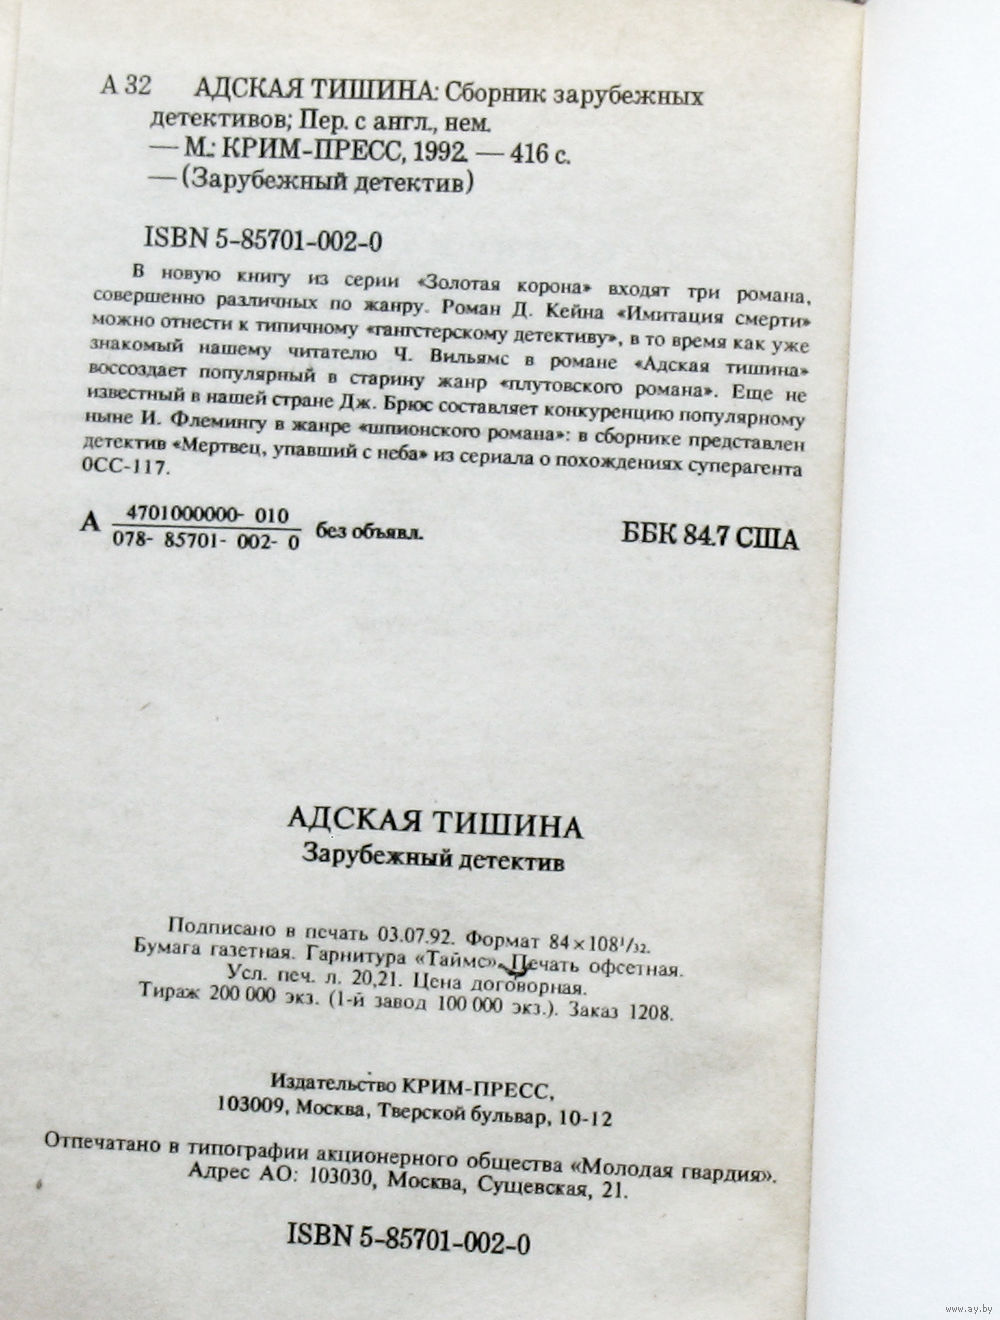 А 32 АДСКАЯ ТИШИНА: Сборник зарубежных
детективов; Пер. с англ., нем.
— М.: КРИМ-ПРЕСС, 1992. — 416 с.
— (Зарубежный детектив)
ISBN 5-85701-002-0
В новую книгу из серии «Золотая корона» входят три романа,
совершенно различных по жанру. Роман Д. Кейна «Имитация смерти»
можно отнести к типичному «гангстерскому детективу», в то время как уже
знакомый нашему читателю Ч. Вильямс в романе «Адская тишина»
воссоздает популярный в старину жанр «плутовского романа». Еще не
известный в нашей стране Дж. Брюс составляет конкуренцию популярному
ныне И. Флемингу в жанре «шпионского романа»: в сборнике представлен
детектив «Мертвец, упавший с неба» из сериала о похождениях суперагента
ОСС-117.
А 4701000000- 010
078- 85701- 002- 0 без объявл. ББК 84.7 США
АДСКАЯ ТИШИНА
Зарубежный детектив
Подписано в печать 03.07.92. Формат 84×108¹/₃₂.
Бумага газетная. Гарнитура «Таймс». Печать офсетная.
Усл. печ. л. 20,21. Цена договорная.
Тираж 200 000 экз. (1-й завод 100 000 экз.). Заказ 1208.
Издательство КРИМ-ПРЕСС,
103009, Москва, Тверской бульвар, 10-12
Отпечатано в типографии акционерного общества «Молодая гвардия».
Адрес АО: 103030, Москва, Сущевская, 21.
ISBN 5-85701-002-0
www.ay.by